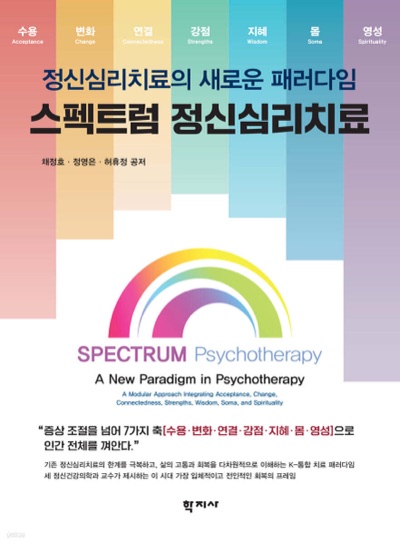 수용 변화 연결 강점 지혜 몸 영성
Acceptance Change Connectedness Strengths Wisdom Soma Spirituality
정신심리치료의 새로운 패러다임
스펙트럼 정신심리치료
채정호 · 정영은 · 허휴정 공저
SPECTRUM Psychotherapy
A New Paradigm in Psychotherapy
A Modular Approach Integrating Acceptance, Change,
Connectedness, Strengths, Wisdom, Soma, and Spirituality
“증상 조절을 넘어 7가지 축[수용·변화·연결·강점·지혜·몸·영성]으로
인간 전체를 껴안다.”
기존 정신심리치료의 한계를 극복하고, 삶의 고통과 회복을 다차원적으로 이해하는 K-통합 치료 패러다임
세 정신건강의학과 교수가 제시하는 이 시대 가장 입체적이고 전인적인 회복의 프레임
학지사
yes24